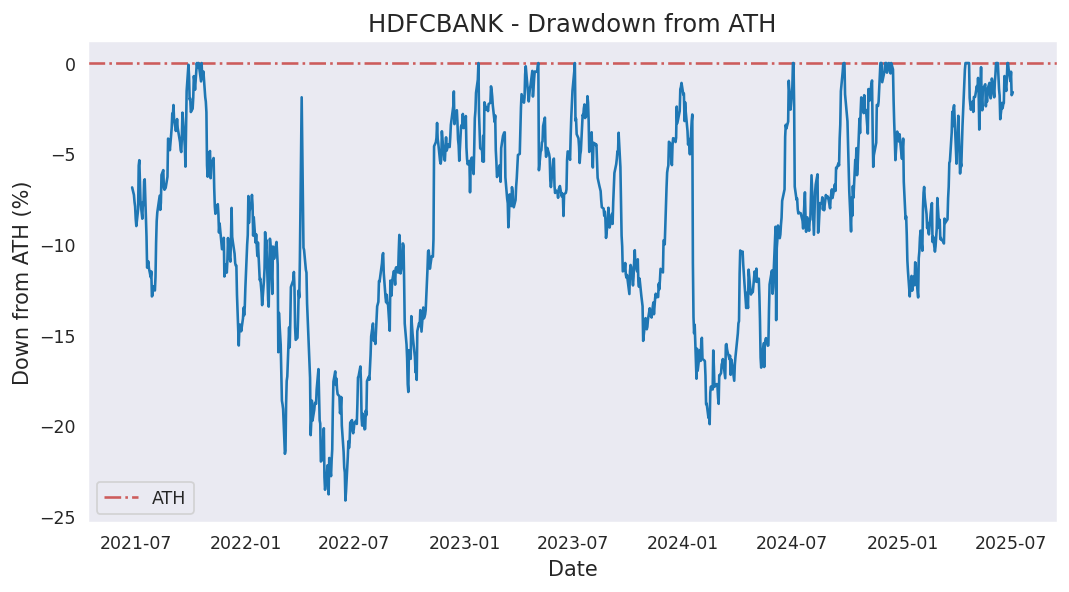 HDFCBANK - Drawdown from ATH
Down from ATH (%)
0
−5
−10
−15
−20
−25
ATH
2021-07 2022-01 2022-07 2023-01 2023-07 2024-01 2024-07 2025-01 2025-07
Date